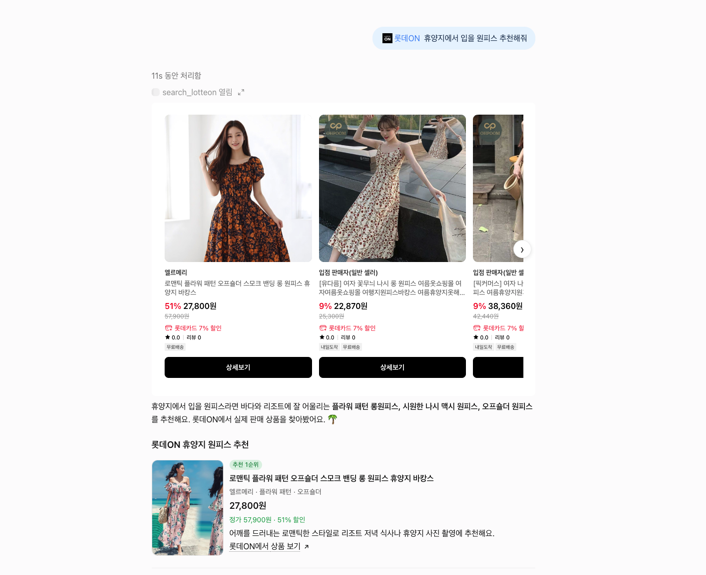 ON 롯데ON 휴양지에서 입을 원피스 추천해줘
11s 동안 처리함
search_lotteon 열림
cp
cp
엘르메리
로맨틱 플라워 패턴 오프숄더 스모크 밴딩 롱 원피스 휴
양지 바캉스
51% 27,800원
57,900원
롯데카드 7% 할인
★ 0.0 | 리뷰 0
무료배송
상세보기
입점 판매자(일반 셀러)
[유다름] 여자 꽃무늬 나시 롱 원피스 여름옷쇼핑몰 여
자여름옷쇼핑몰 여행지원피스바캉스 여름휴양지옷해...
9% 22,870원
25,300원
롯데카드 7% 할인
★ 0.0 | 리뷰 0
내일도착 무료배송
상세보기
입점 판매자(일반 셀
[픽커머스] 여자 나
피스 여름휴양지원
9% 38,360원
42,440원
롯데카드 7% 할
★ 0.0 | 리뷰 0
내일도착 무료배송
휴양지에서 입을 원피스라면 바다와 리조트에 잘 어울리는 플라워 패턴 롱원피스, 시원한 나시 맥시 원피스, 오프숄더 원피스
를 추천해요. 롯데ON에서 실제 판매 상품을 찾아봤어요. 🌴
롯데ON 휴양지 원피스 추천
추천 1순위
로맨틱 플라워 패턴 오프숄더 스모크 밴딩 롱 원피스 휴양지 바캉스
엘르메리 · 플라워 패턴 · 오프숄더
27,800원
정가 57,900원 · 51% 할인
어깨를 드러내는 로맨틱한 스타일로 리조트 저녁 식사나 휴양지 사진 촬영에 추천해요.
롯데ON에서 상품 보기 ↗